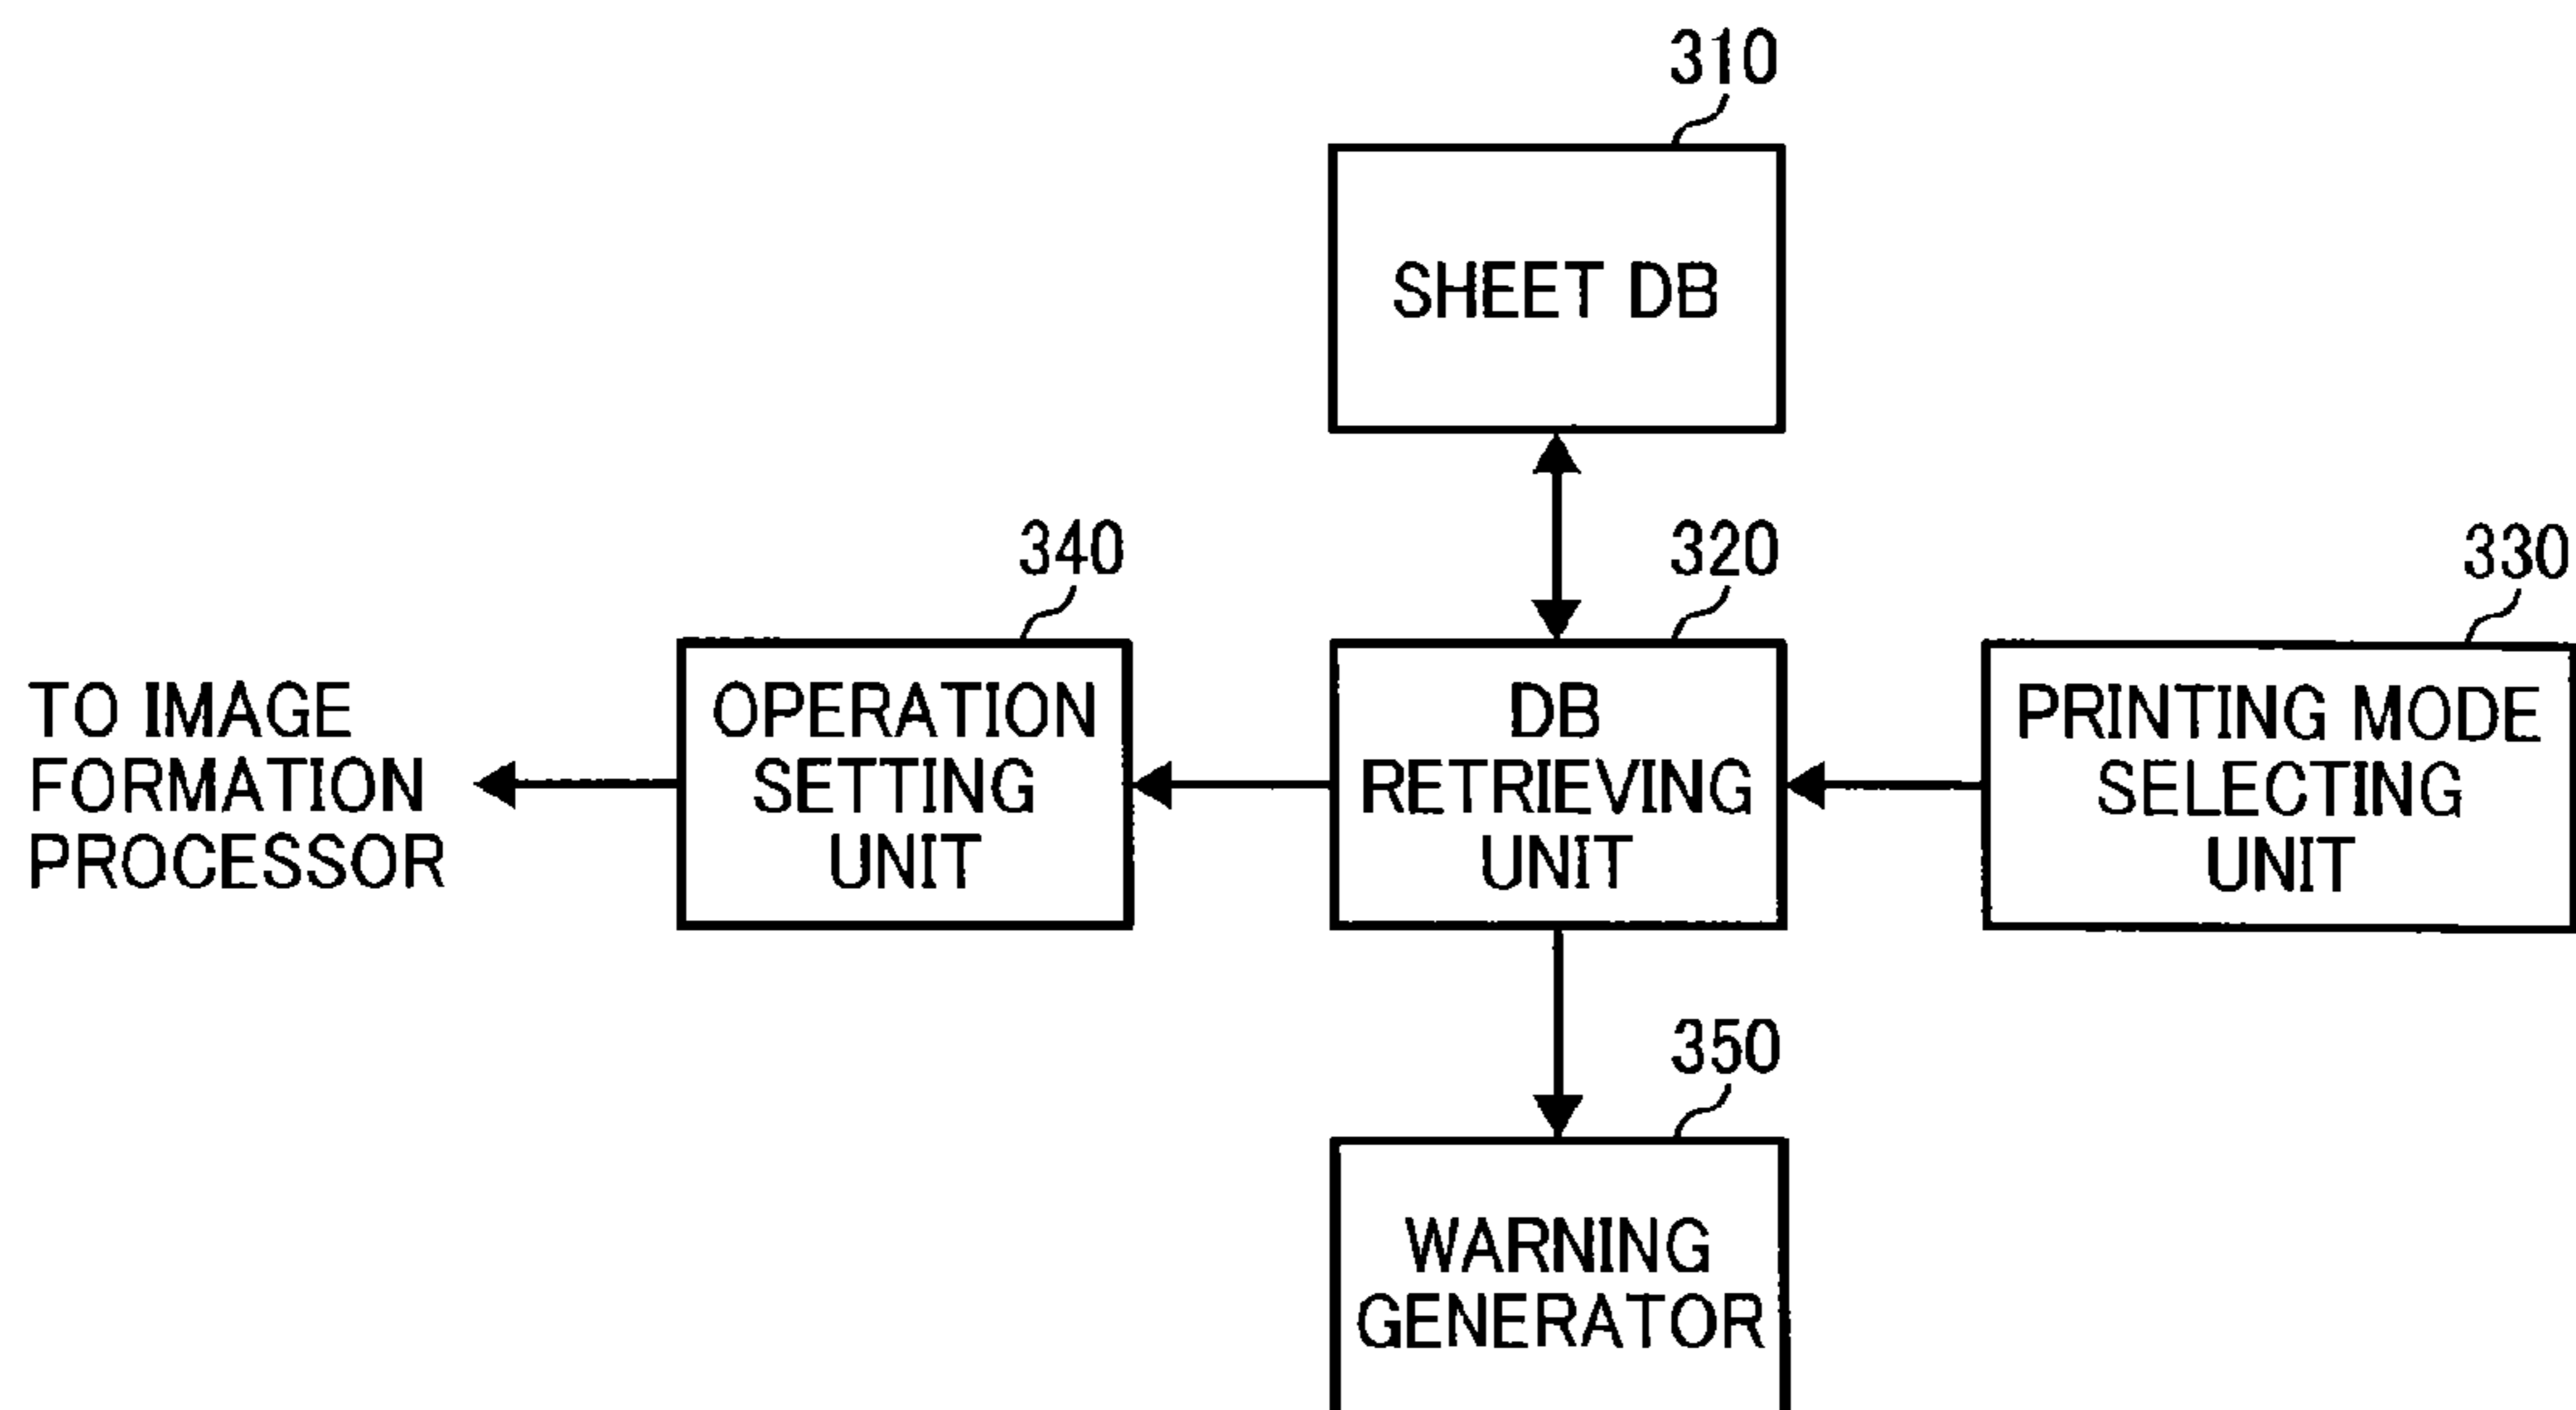 310
SHEET DB
340
320
330
TO IMAGE
FORMATION
PROCESSOR
OPERATION
SETTING
UNIT
DB
RETRIEVING
UNIT
PRINTING MODE
SELECTING
UNIT
350
WARNING
GENERATOR